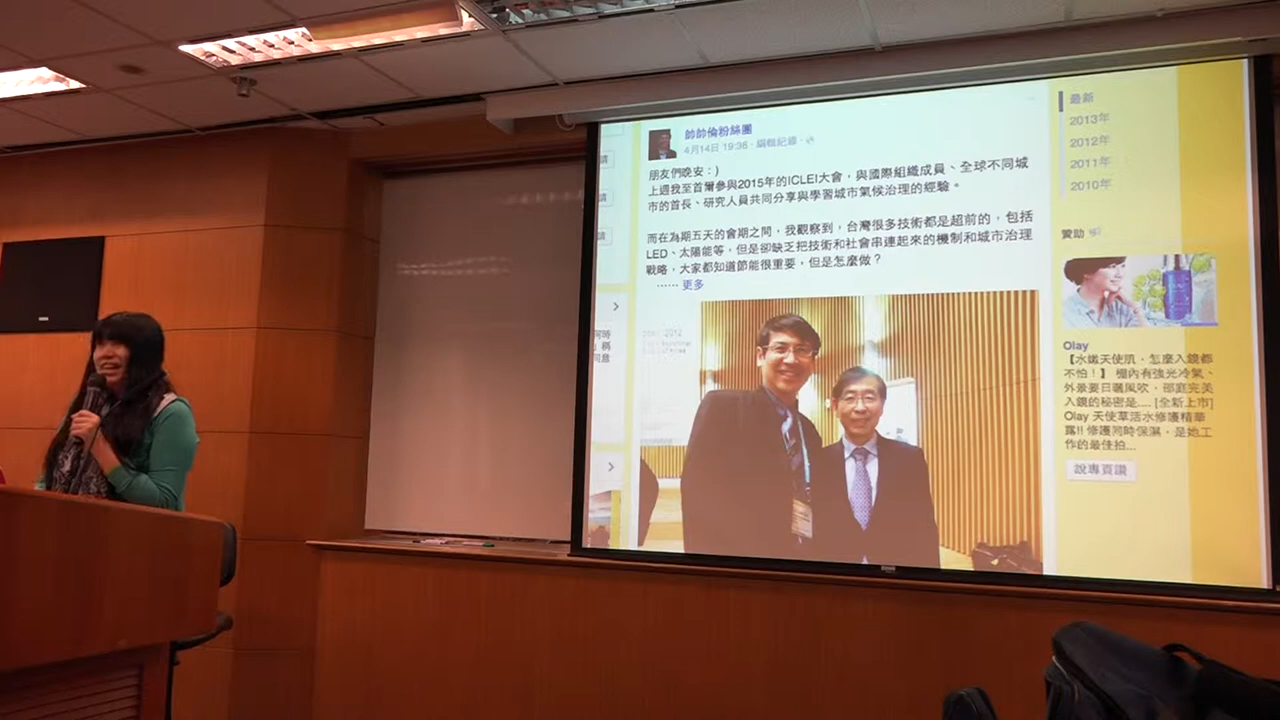 帥帥倫粉絲團
4月14日 19:36 · 編輯紀錄 ·
朋友們晚安：)
上週我至首爾參與2015年的ICLEI大會，與國際組織成員、全球不同城
市的首長、研究人員共同分享與學習城市氣候治理的經驗。
而在為期五天的會期之間，我觀察到，台灣很多技術都是超前的，包括
LED、太陽能等，但是卻缺乏把技術和社會串連起來的機制和城市治理
戰略，大家都知道節能很重要，但是怎麼做？
…… 更多
最新
2013年
2012年
2011年
2010年
贊助
Olay
【水嫩天使肌，怎麼入鏡都
不怕！】 棚內有強光冷氣、
外景要日曬風吹，邵庭完美
入鏡的秘密是.... [全新上市]
Olay 天使草活水修護精華
露!! 修護同時保濕，是她工
作的最佳拍...
說專頁讚